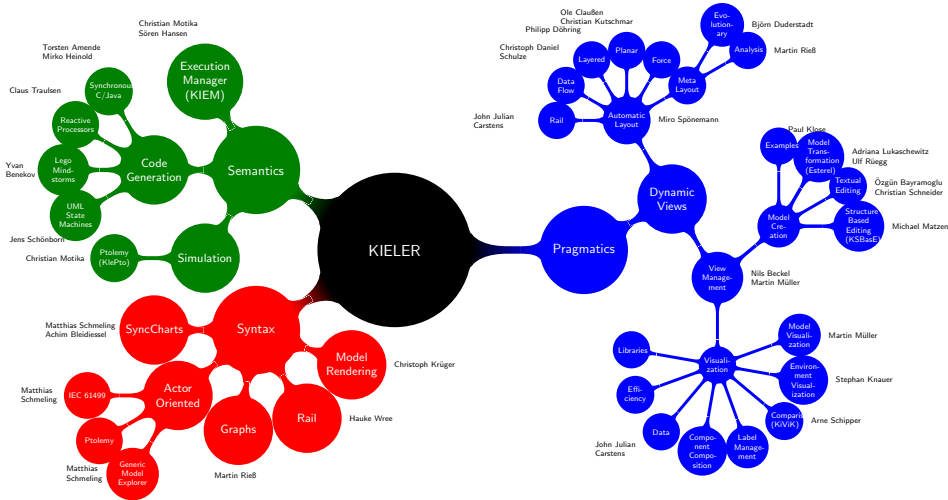 Christian Motika
Sören Hansen
Execution
Manager
(KIEM)
Torsten Amende
Mirko Heinold
Synchronous
C/Java
Claus Traulsen
Reactive
Processors
Yvan
Benekov
Lego
Mind-
storms
UML
State
Machines
Jens Schönborn
Code
Generation
Semantics
Christian Motika
Ptolemy
(KlePto)
Simulation
KIELER
Matthias Schmeling
Achim Bleidiessel
SyncCharts
Syntax
Model
Rendering
Christoph Krüger
Actor
Oriented
Matthias
Schmeling
IEC 61499
Ptolemy
Matthias
Schmeling
Generic
Model
Explorer
Graphs
Martin Rieß
Rail
Hauke Wree
Pragmatics
Dynamic
Views
Automatic
Layout
Miro Spönemann
John Julian
Carstens
Rail
Christoph Daniel
Schulze
Data
Flow
Philipp Döhring
Layered
Ole Claußen
Christian Kutschmar
Planar
Force
Meta
Layout
Evo-
lution-
ary
Björn Duderstadt
Analysis
Martin Rieß
View
Manage-
ment
Nils Beckel
Martin Müller
Model
Cre-
ation
Paul Klose
Examples
Model
Trans-
formation
(Esterel)
Adriana Lukaschewitz
Ulf Rüegg
Textual
Editing
Özgün Bayramoglu
Christian Schneider
Structure
Based
Editing
(KSBasE)
Michael Matzen
Visuali-
zation
Libraries
Effi-
ciency
Data
John Julian
Carstens
Compo-
nent
Compo-
sition
Label
Manage-
ment
Comparis
(KiViK)
Arne Schipper
Environ-
ment
Visual-
ization
Stephan Knauer
Model
Visuali-
zation
Martin Müller